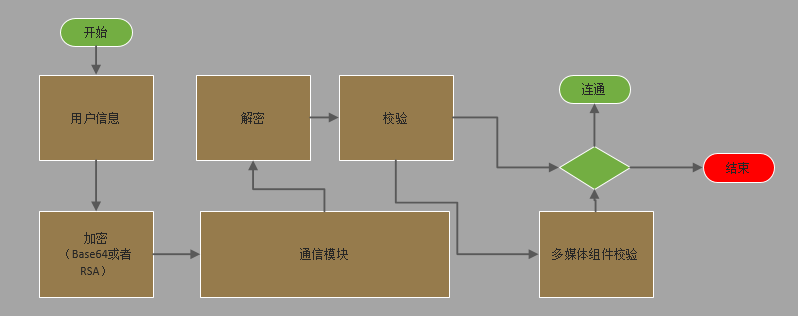 开始
用户信息
解密
校验
连通
结束
加密
（Base64或者
RSA）
通信模块
多媒体组件校验